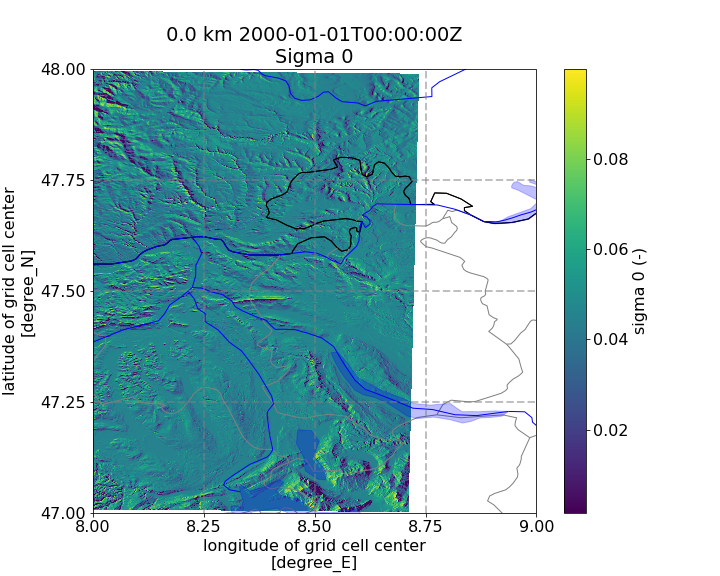 0.0 km 2000-01-01T00:00:00Z
Sigma 0
48.00
47.75
47.50
47.25
47.00
latitude of grid cell center
[degree_N]
8.00
8.25
8.50
8.75
9.00
longitude of grid cell center
[degree_E]
0.08
0.06
0.04
0.02
sigma 0 (-)